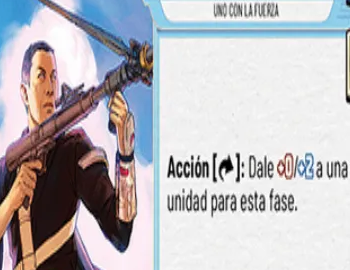 UNO CON LA FUERZA
Acción [↷]: Dale +0/+2 a una
unidad para esta fase.